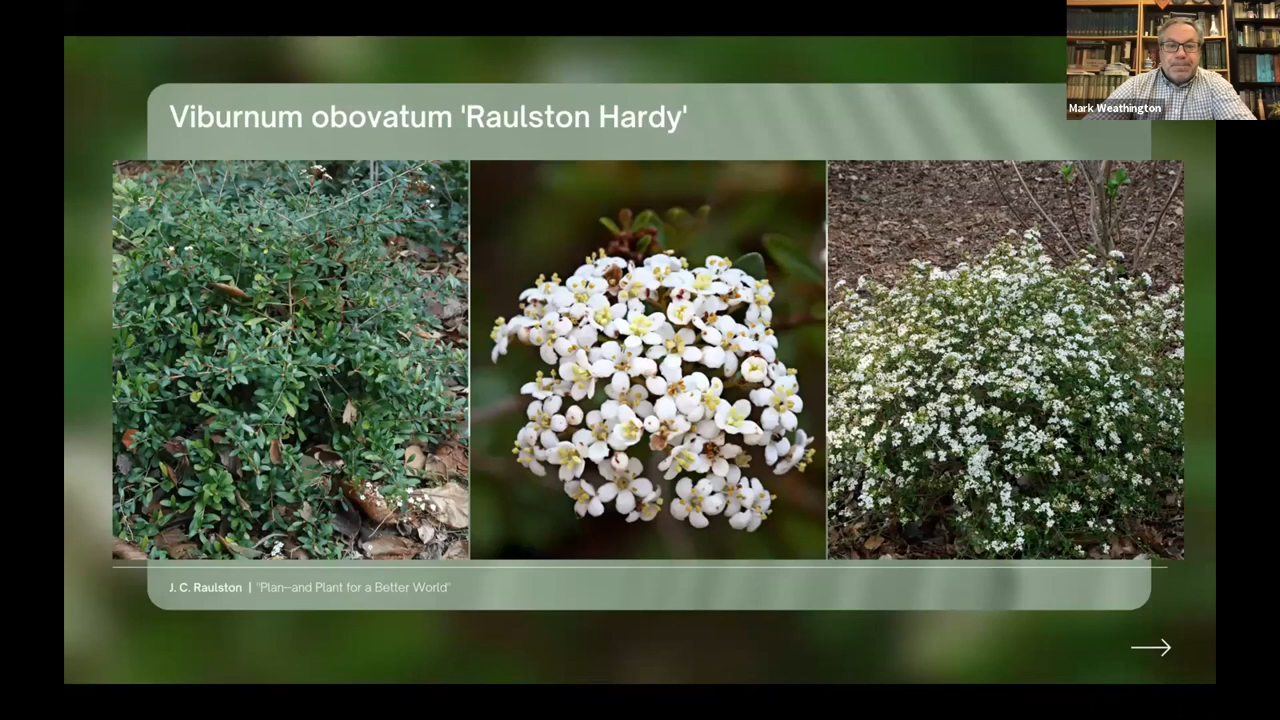 Viburnum obovatum 'Raulston Hardy'
Mark Weathington
J. C. Raulston | "Plan—and Plant for a Better World"